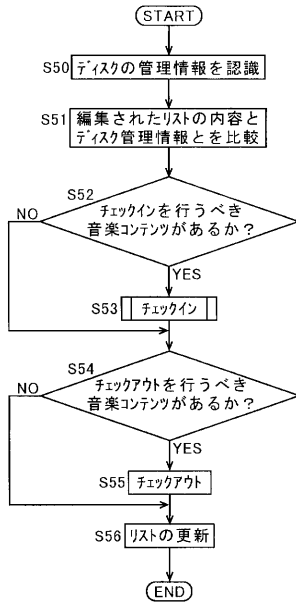 START
S50 ディスクの管理情報を認識
S51 編集されたリストの内容と
ディスク管理情報とを比較
S52
チェックインを行うべき
音楽コンテンツがあるか?
NO
YES
S53 チェックイン
S54
チェックアウトを行うべき
音楽コンテンツがあるか?
NO
YES
S55 チェックアウト
S56 リストの更新
END